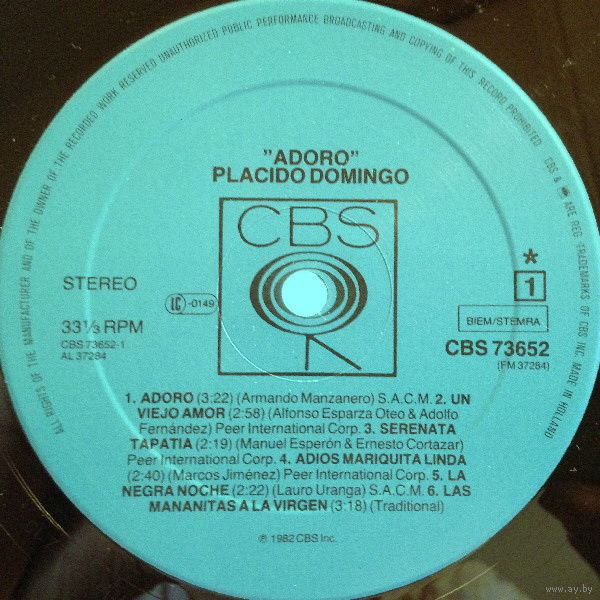 ALL RIGHTS OF THE MANUFACTURER AND OF THE OWNER OF THE RECORDED WORK RESERVED UNAUTHORIZED PUBLIC PERFORMANCE BROADCASTING AND COPYING OF THIS RECORD PROHIBITED CBS & ARE REG. TRADEMARKS OF CBS INC. MADE IN HOLLAND
"ADORO"
PLACIDO DOMINGO
CBS
STEREO
LC -0149
33⅓ RPM
CBS 73652-1
AL 37284
*
1
BIEM/STEMRA
CBS 73652
(FM 37284)
1. ADORO (3:22) (Armando Manzanero) S.A.C.M. 2. UN
VIEJO AMOR (2:58) (Alfonso Esparza Oteo & Adolfo
Fernández) Peer International Corp. 3. SERENATA
TAPATIA (2:19) (Manuel Esperón & Ernesto Cortazar)
Peer International Corp. 4. ADIOS MARIQUITA LINDA
(2:40) (Marcos Jiménez) Peer International Corp. 5. LA
NEGRA NOCHE (2:22) (Lauro Uranga) S.A.C.M. 6. LAS
MANANITAS A LA VIRGEN (3:18) (Traditional)
℗ 1982 CBS Inc.
www.ay.by